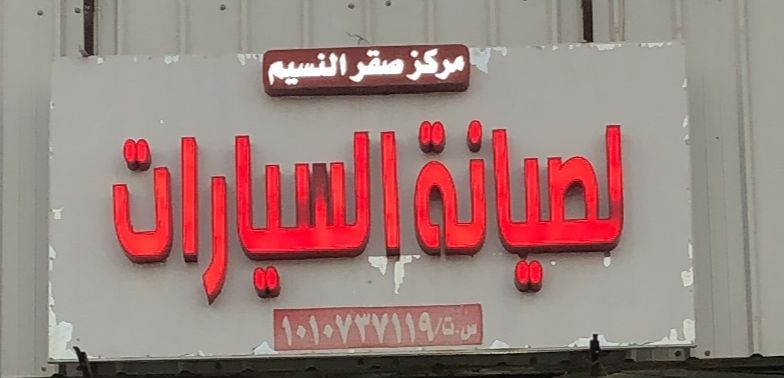 مركز صقر النسيم
لصيانة السيارات
س.ت/١٠١٠٧٣٧١١٩